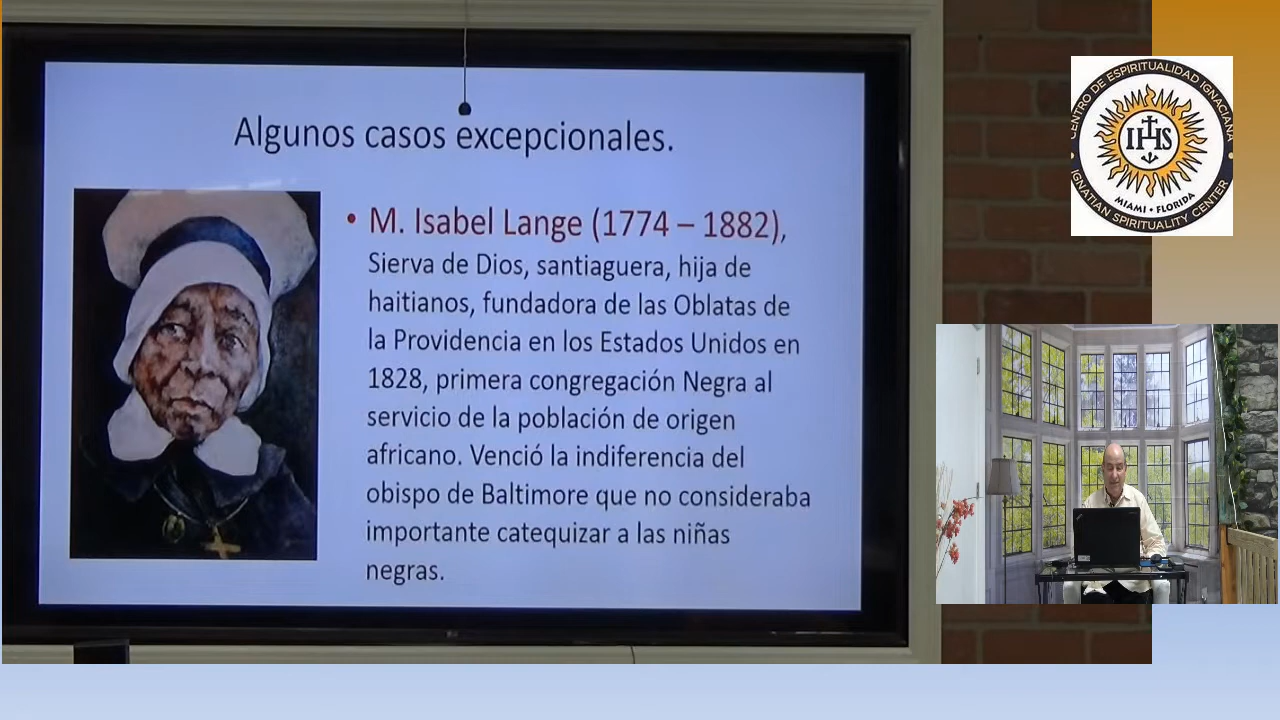 Algunos casos excepcionales.
• M. Isabel Lange (1774 – 1882),
Sierva de Dios, santiaguera, hija de
haitianos, fundadora de las Oblatas de
la Providencia en los Estados Unidos en
1828, primera congregación Negra al
servicio de la población de origen
africano. Venció la indiferencia del
obispo de Baltimore que no consideraba
importante catequizar a las niñas
negras.
CENTRO DE ESPIRITUALIDAD IGNACIANA
IHS
MIAMI • FLORIDA
IGNATIAN SPIRITUALITY CENTER